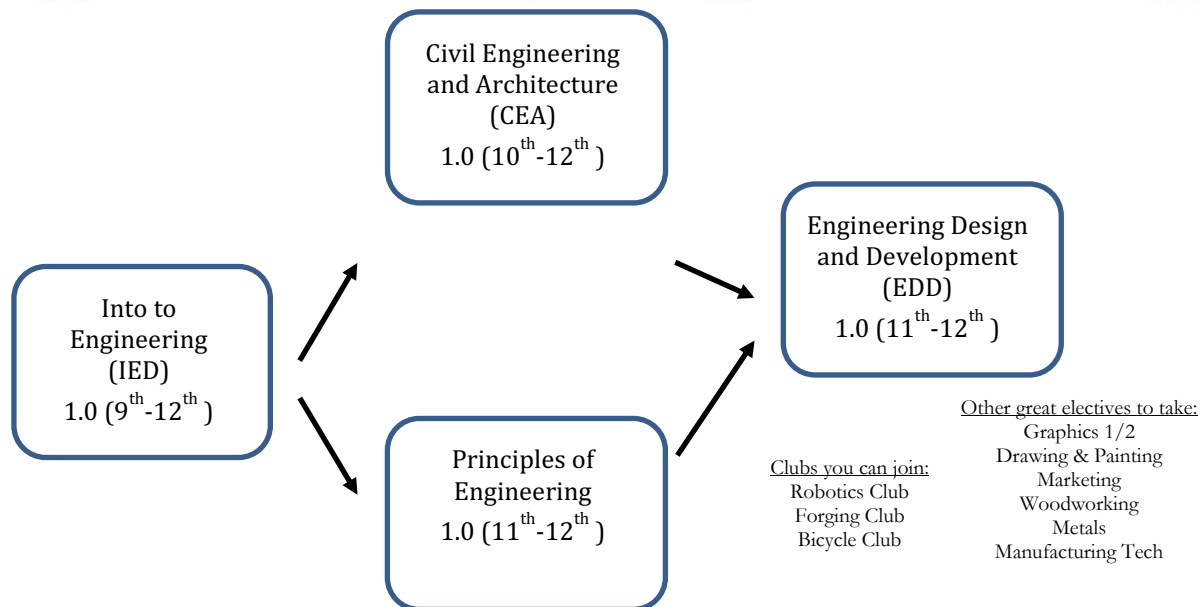 Civil Engineering
and Architecture
(CEA)
1.0 (10th-12th )
Into to
Engineering
(IED)
1.0 (9th-12th )
Principles of
Engineering
1.0 (11th-12th )
Engineering Design
and Development
(EDD)
1.0 (11th-12th )
Clubs you can join:
Robotics Club
Forging Club
Bicycle Club
Other great electives to take:
Graphics 1/2
Drawing & Painting
Marketing
Woodworking
Metals
Manufacturing Tech